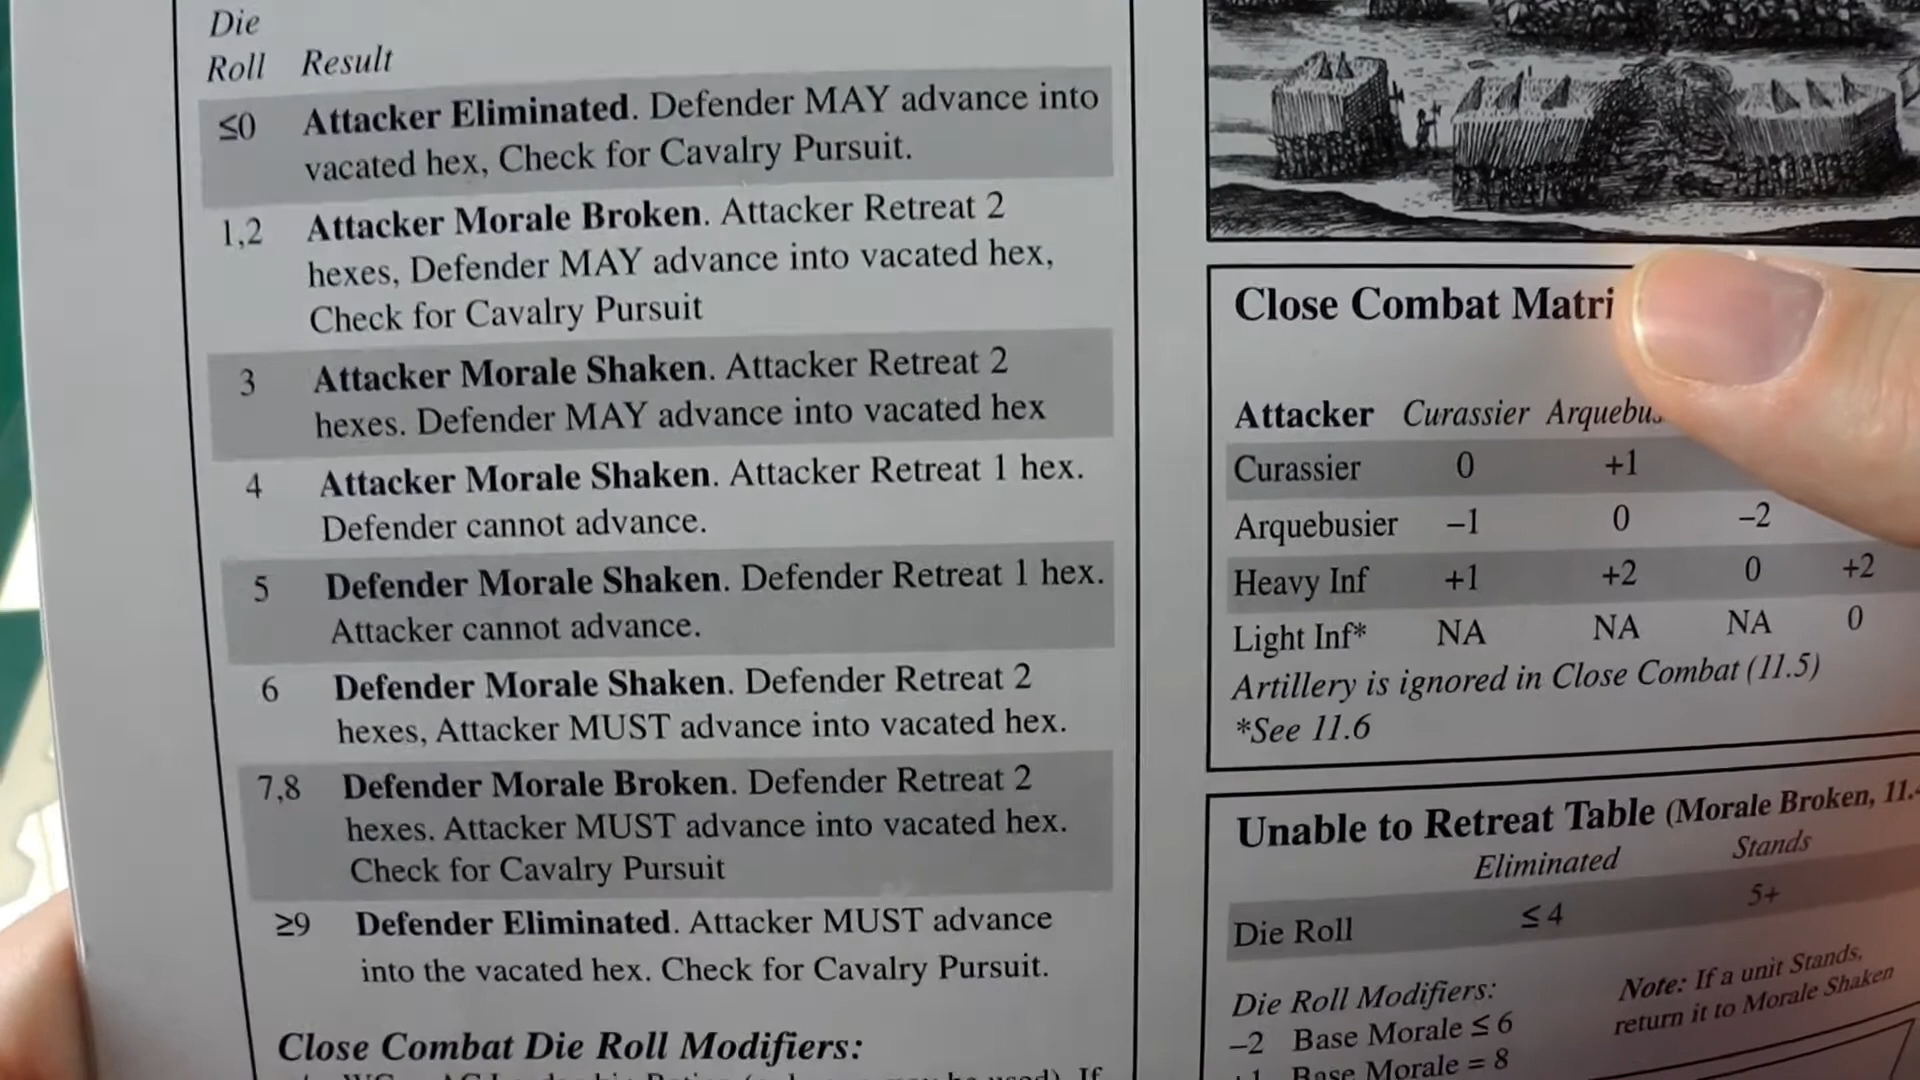 Die
Roll Result
≤0 Attacker Eliminated. Defender MAY advance into
vacated hex, Check for Cavalry Pursuit.
1,2 Attacker Morale Broken. Attacker Retreat 2
hexes, Defender MAY advance into vacated hex,
Check for Cavalry Pursuit
3 Attacker Morale Shaken. Attacker Retreat 2
hexes. Defender MAY advance into vacated hex
4 Attacker Morale Shaken. Attacker Retreat 1 hex.
Defender cannot advance.
5 Defender Morale Shaken. Defender Retreat 1 hex.
Attacker cannot advance.
6 Defender Morale Shaken. Defender Retreat 2
hexes, Attacker MUST advance into vacated hex.
7,8 Defender Morale Broken. Defender Retreat 2
hexes. Attacker MUST advance into vacated hex.
Check for Cavalry Pursuit
≥9 Defender Eliminated. Attacker MUST advance
into the vacated hex. Check for Cavalry Pursuit.
Close Combat Die Roll Modifiers:
Close Combat Matri
Attacker Curassier Arquebus
Curassier 0 +1
Arquebusier –1 0 –2
Heavy Inf +1 +2 0 +2
Light Inf* NA NA NA 0
Artillery is ignored in Close Combat (11.5)
*See 11.6
Unable to Retreat Table (Morale Broken, 11.
Eliminated Stands
Die Roll ≤ 4 5+
Die Roll Modifiers:
–2 Base Morale ≤ 6
+1 Base Morale = 8
Note: If a unit Stands,
return it to Morale Shaken